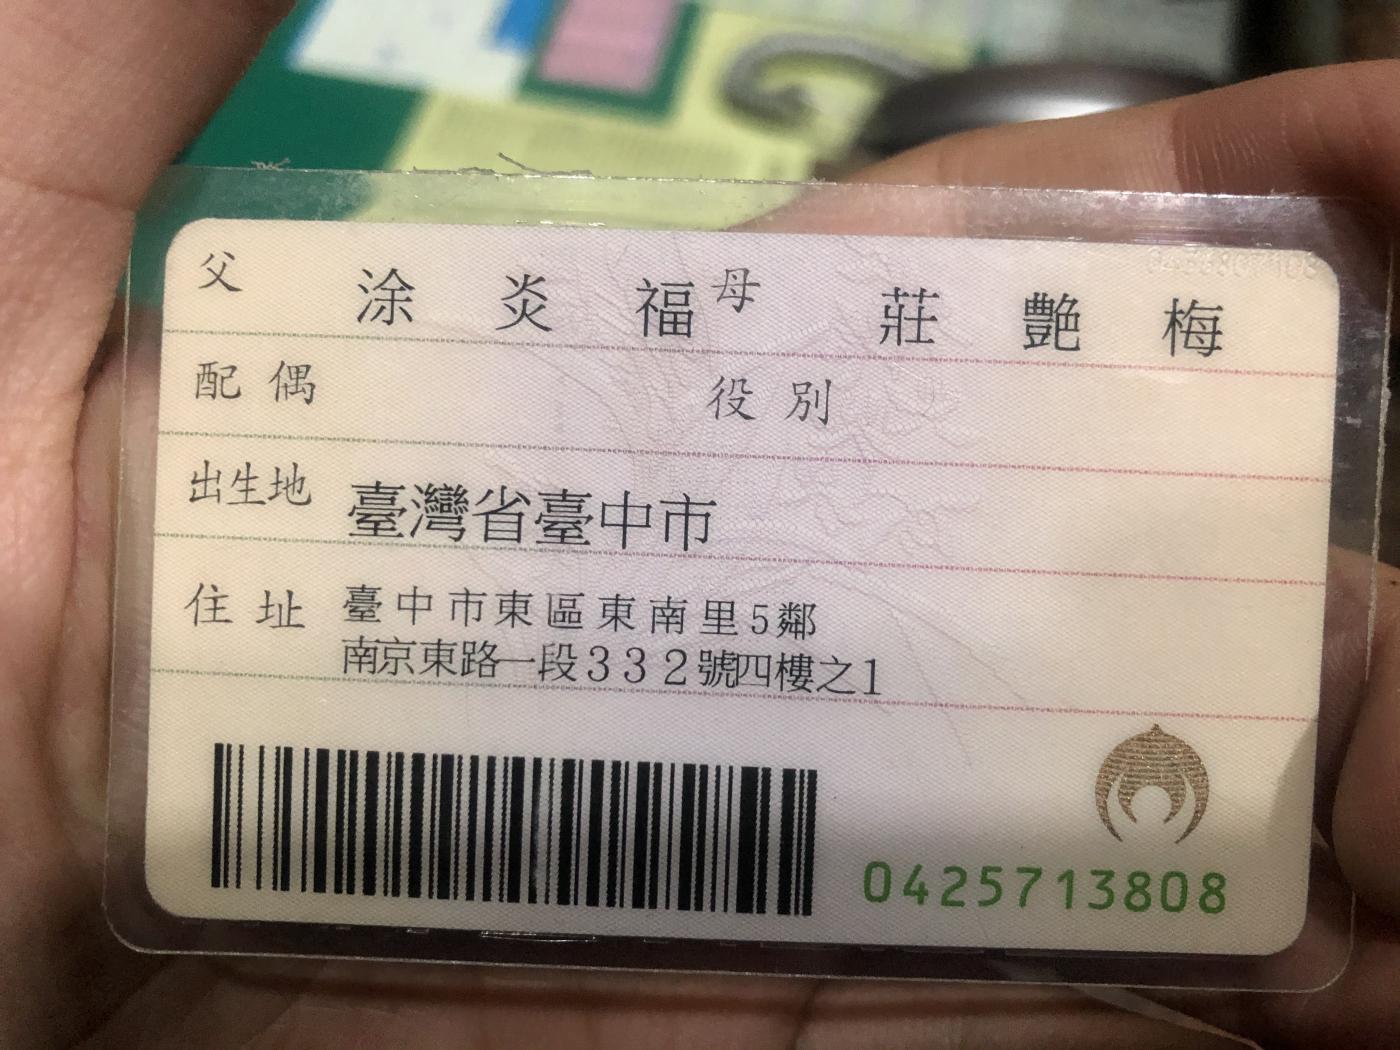 父 涂炎福 母 莊艷梅
配偶 役別
出生地 臺灣省臺中市
住址 臺中市東區東南里5鄰
南京東路一段332號四樓之1
0425713808